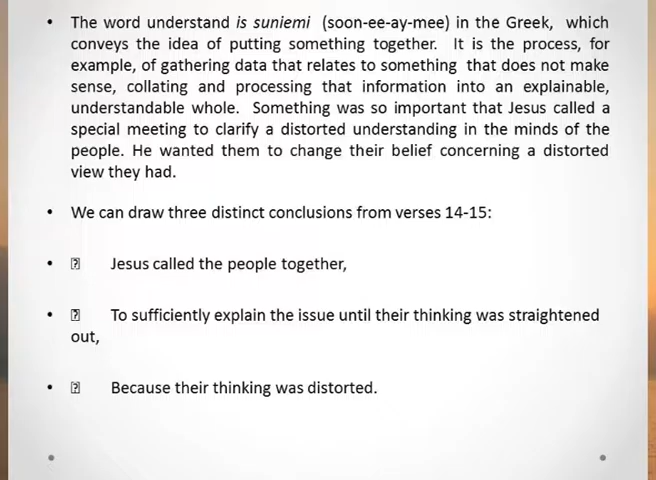 • The word understand is suniemi (soon-ee-ay-mee) in the Greek, which
conveys the idea of putting something together. It is the process, for
example, of gathering data that relates to something that does not make
sense, collating and processing that information into an explainable,
understandable whole. Something was so important that Jesus called a
special meeting to clarify a distorted understanding in the minds of the
people. He wanted them to change their belief concerning a distorted
view they had.
• We can draw three distinct conclusions from verses 14-15:
• ⍰ Jesus called the people together,
• ⍰ To sufficiently explain the issue until their thinking was straightened
out,
• ⍰ Because their thinking was distorted.